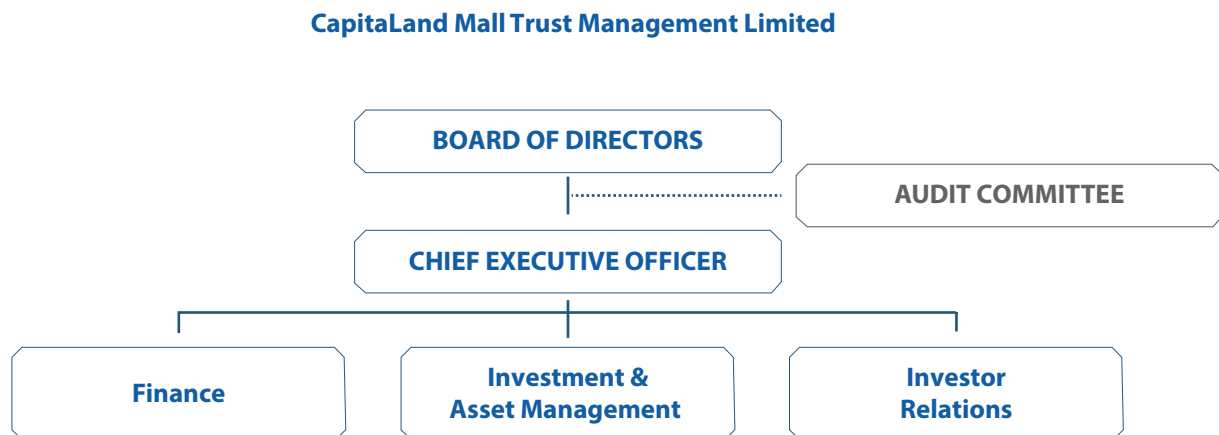 CapitaLand Mall Trust Management Limited
BOARD OF DIRECTORS
AUDIT COMMITTEE
CHIEF EXECUTIVE OFFICER
Finance
Investment &
Asset Management
Investor
Relations